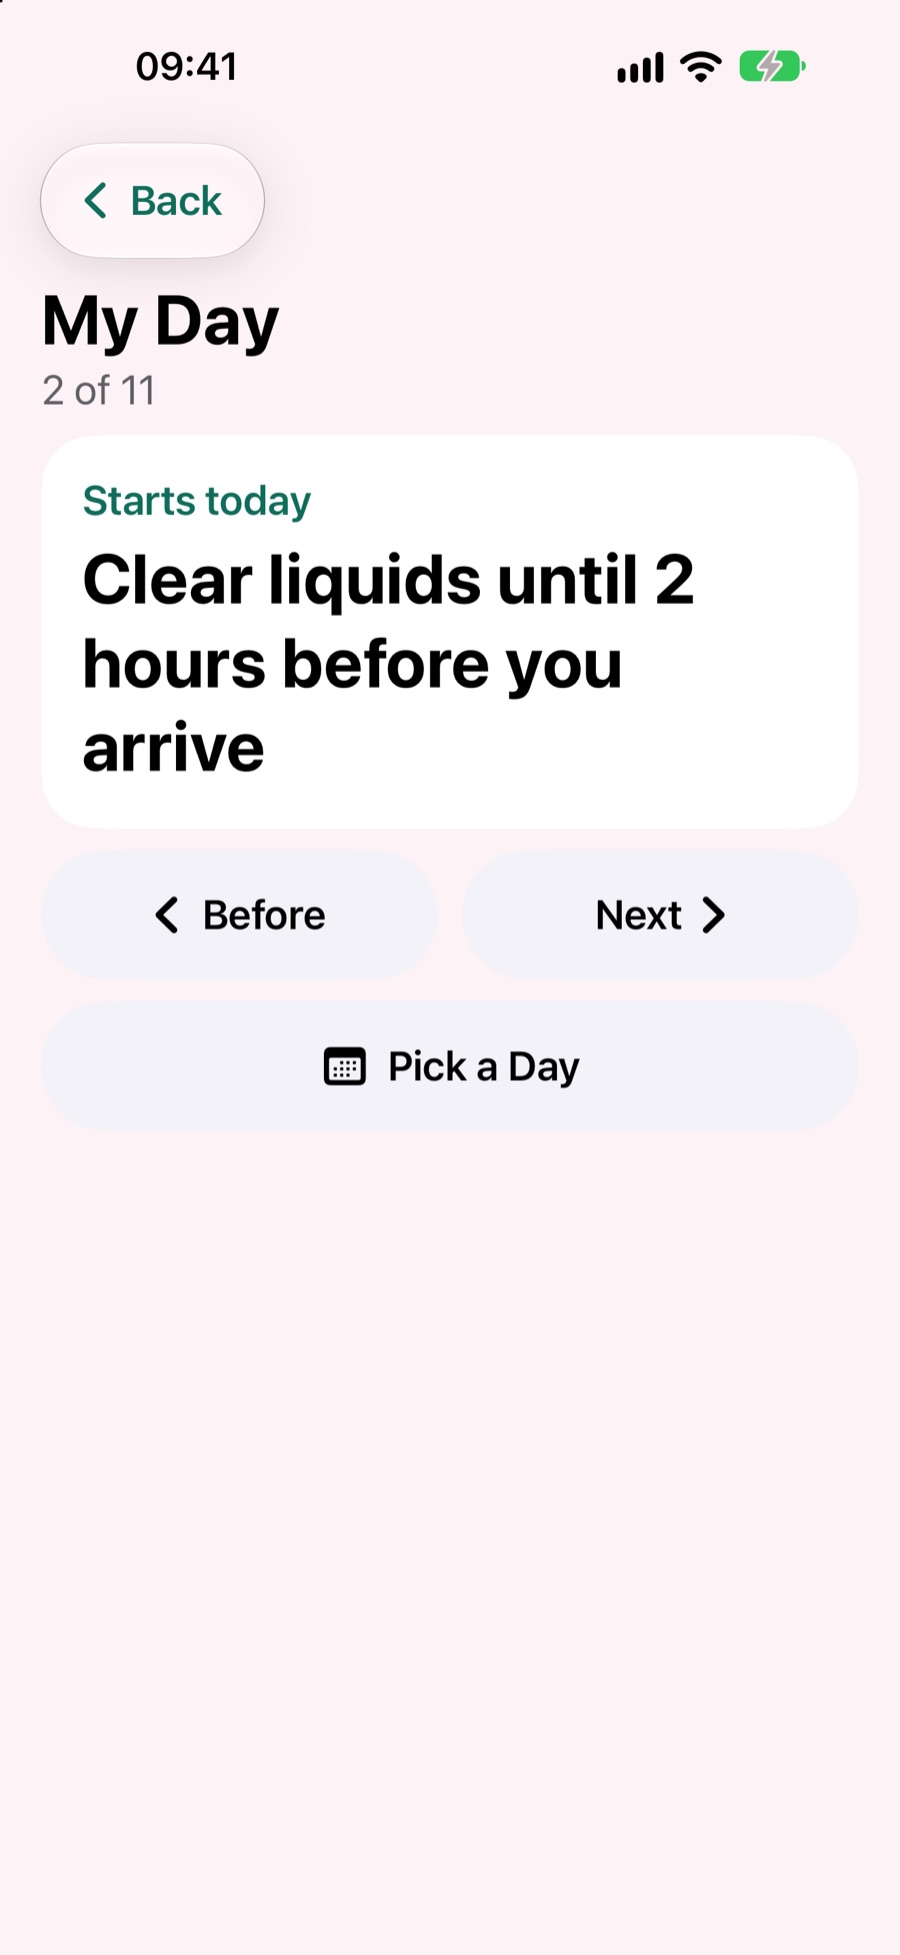 09:41
Back
My Day
2 of 11
Starts today
Clear liquids until 2
hours before you
arrive
Before
Next
Pick a Day